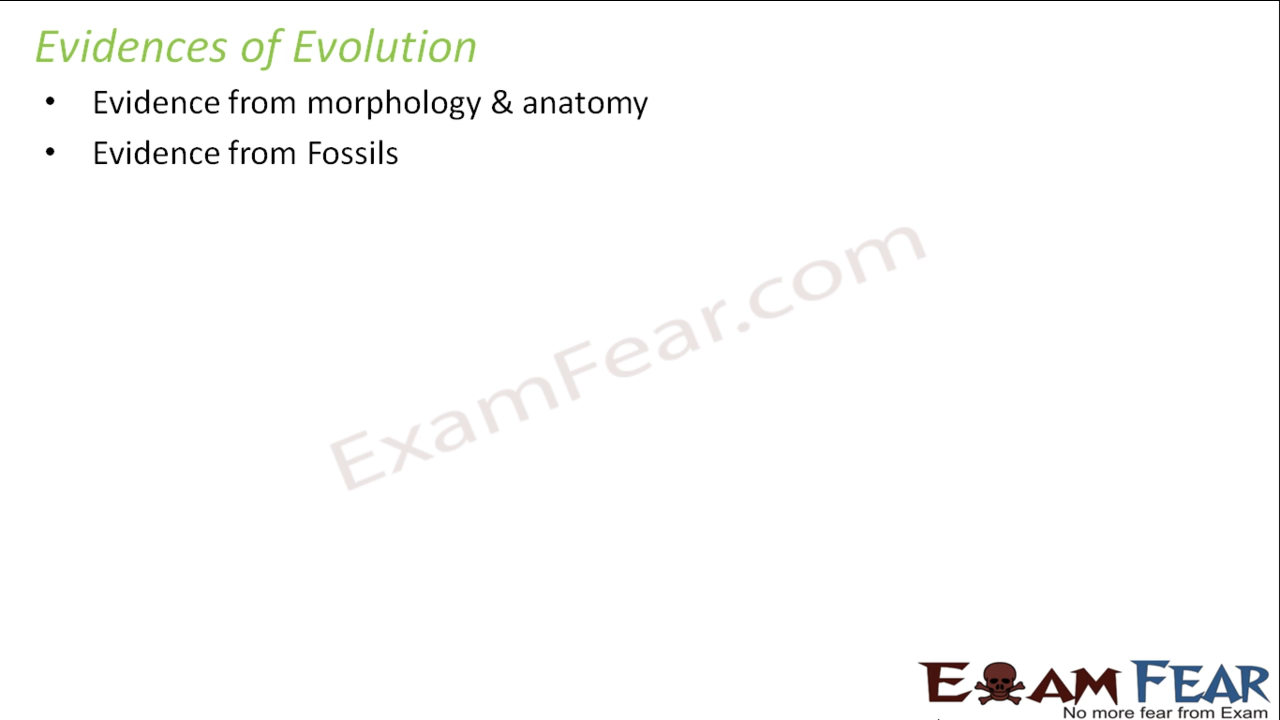 Evidences of Evolution
• Evidence from morphology & anatomy
• Evidence from Fossils
ExamFear.com
EXAM FEAR
No more fear from Exam